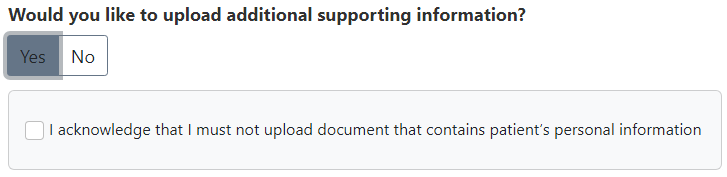 Would you like to upload additional supporting information?
Yes No
I acknowledge that I must not upload document that contains patient's personal information